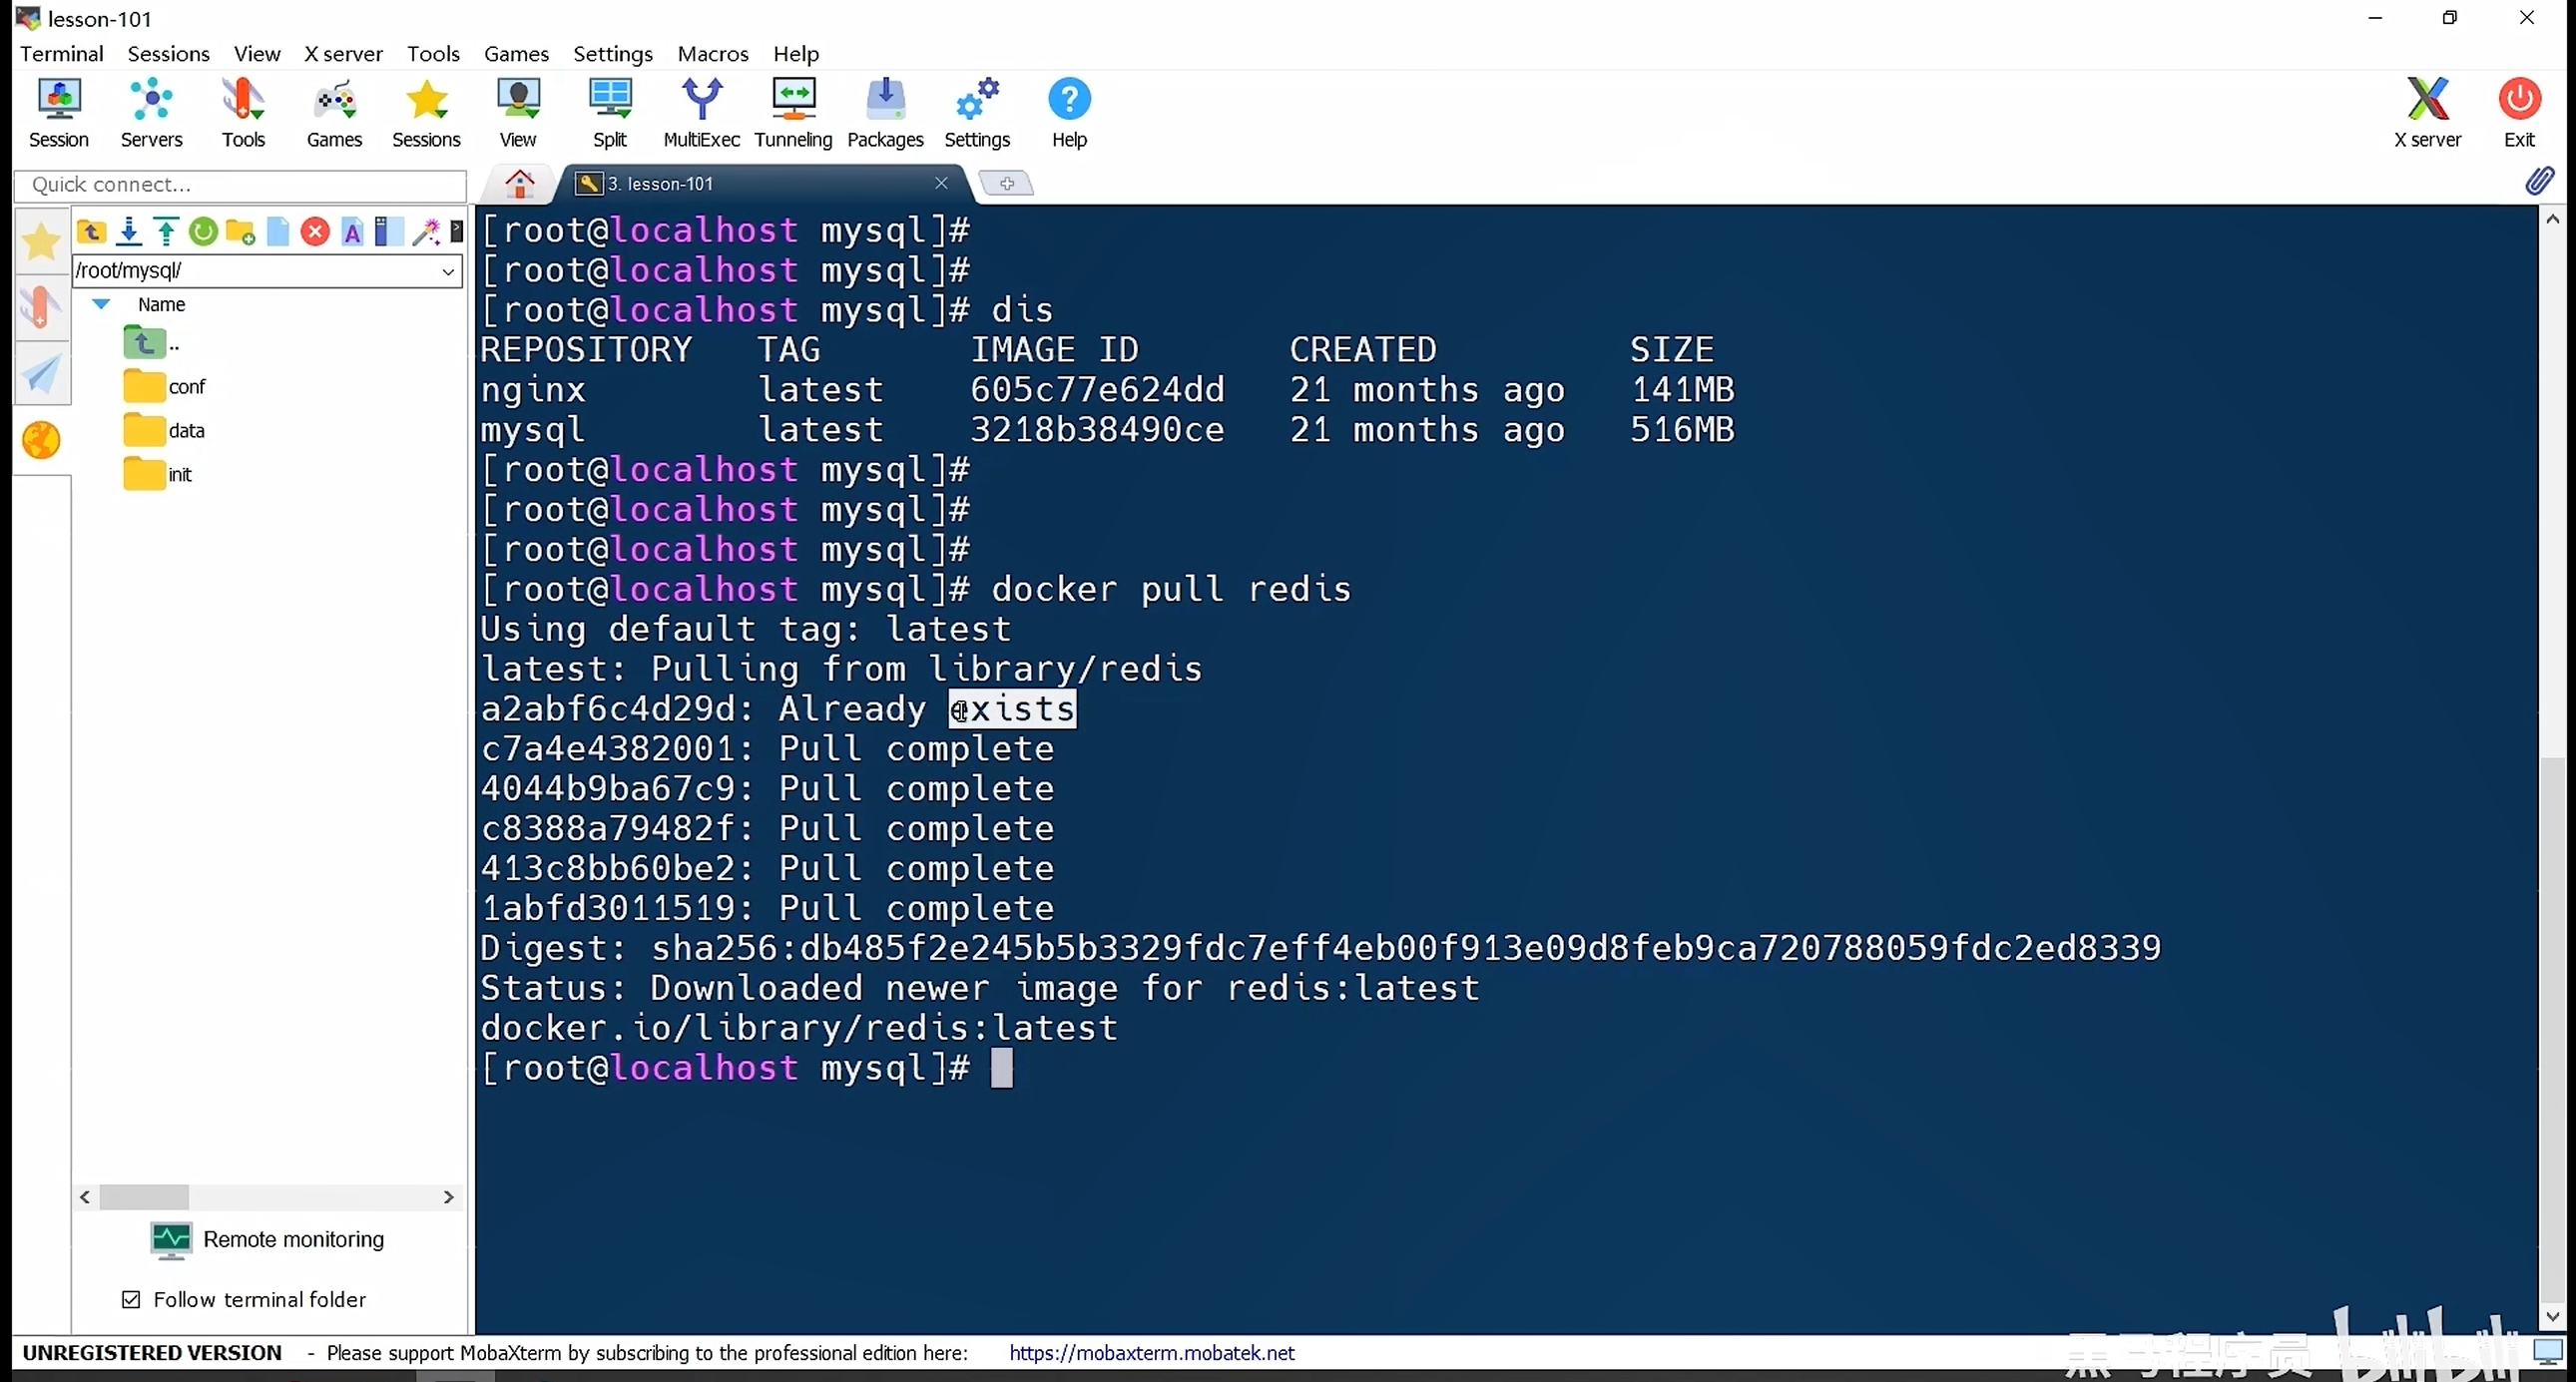 lesson-101
Terminal Sessions View X server Tools Games Settings Macros Help
Session Servers Tools Games Sessions View Split MultiExec Tunneling Packages Settings Help X server Exit
Quick connect...
3. lesson-101
/root/mysql/
Name
..
conf
data
init
Remote monitoring
Follow terminal folder
[root@localhost mysql]#
[root@localhost mysql]#
[root@localhost mysql]# dis
REPOSITORY TAG IMAGE ID CREATED SIZE
nginx latest 605c77e624dd 21 months ago 141MB
mysql latest 3218b38490ce 21 months ago 516MB
[root@localhost mysql]#
[root@localhost mysql]#
[root@localhost mysql]#
[root@localhost mysql]# docker pull redis
Using default tag: latest
latest: Pulling from library/redis
a2abf6c4d29d: Already exists
c7a4e4382001: Pull complete
4044b9ba67c9: Pull complete
c8388a79482f: Pull complete
413c8bb60be2: Pull complete
1abfd3011519: Pull complete
Digest: sha256:db485f2e245b5b3329fdc7eff4eb00f913e09d8feb9ca720788059fdc2ed8339
Status: Downloaded newer image for redis:latest
docker.io/library/redis:latest
[root@localhost mysql]#
UNREGISTERED VERSION - Please support MobaXterm by subscribing to the professional edition here: https://mobaxterm.mobatek.net
黑马程序员 bilibili